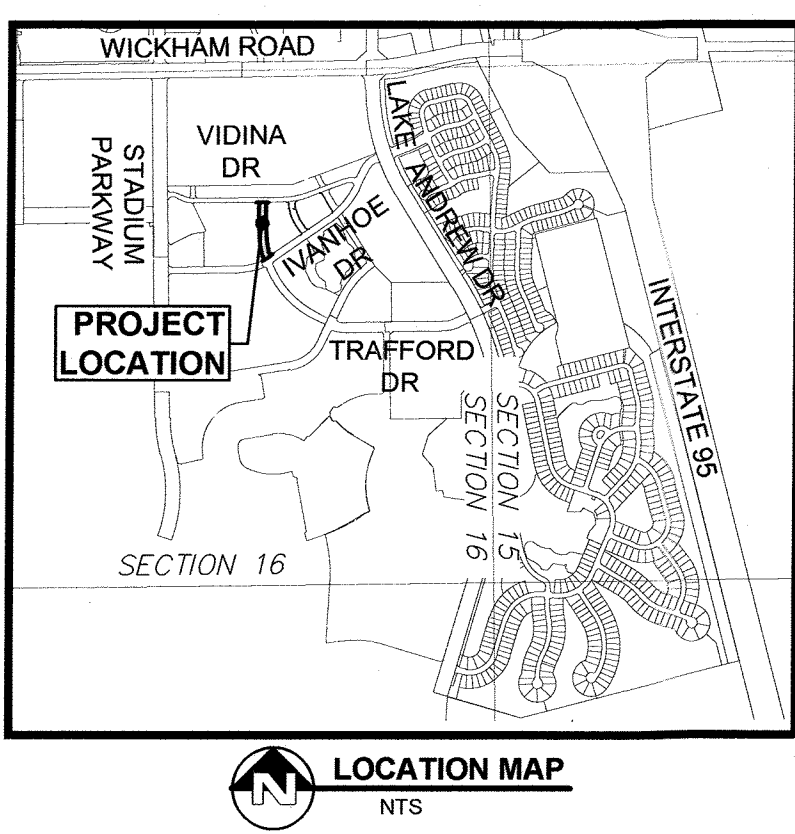 WICKHAM ROAD
VIDINA
DR
STADIUM
PARKWAY
LAKE ANDREW DR
IVANHOE
DR
PROJECT
LOCATION
TRAFFORD
DR
INTERSTATE 95
SECTION 15
SECTION 16
SECTION 16
N
LOCATION MAP
NTS